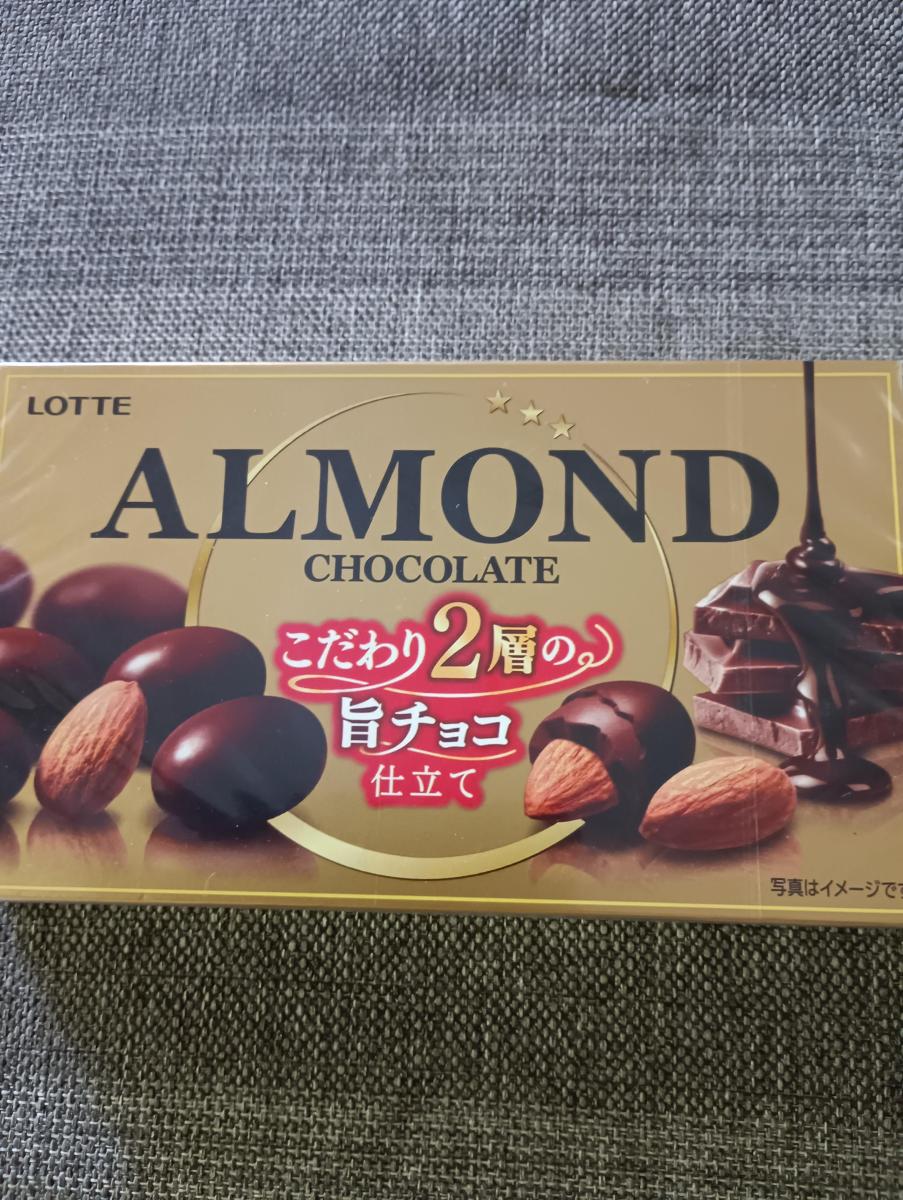 LOTTE
ALMOND
CHOCOLATE
こだわり2層の
旨チョコ
仕立て
写真はイメージです